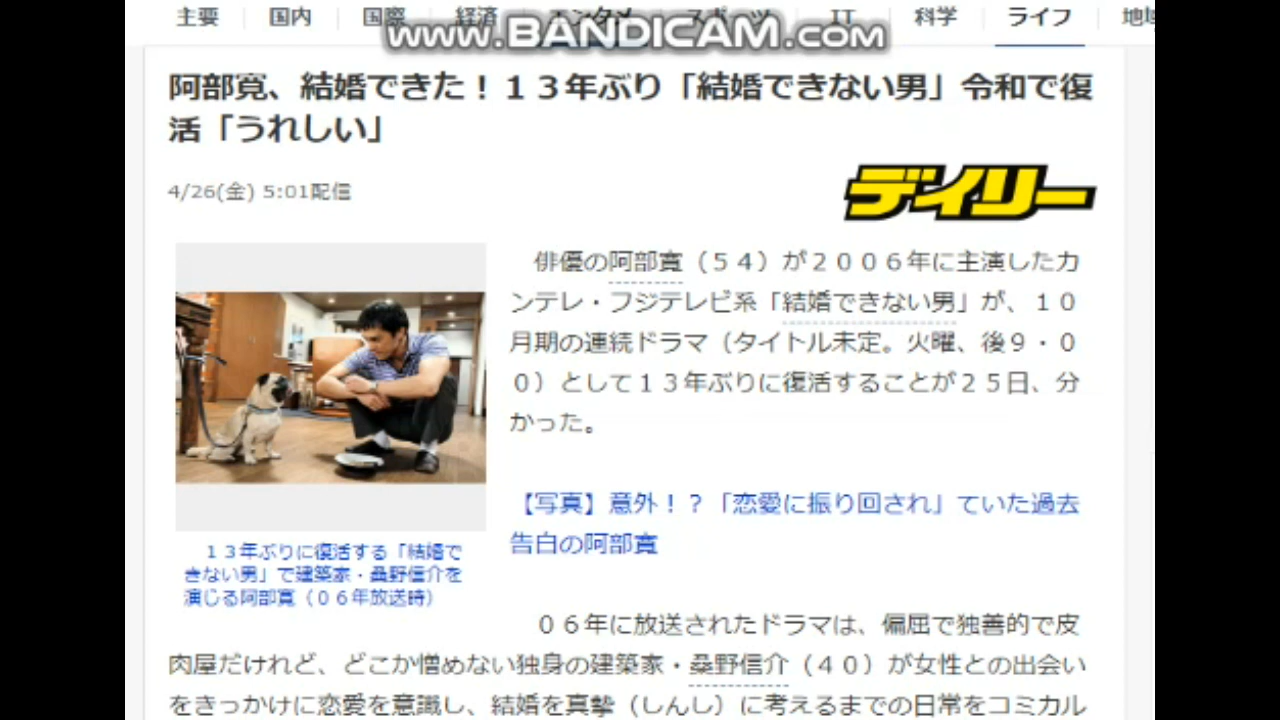 主要 国内 国際 経済 エンタメ スポーツ IT 科学 ライフ 地域
www.BANDICAM.com
阿部寛、結婚できた！１３年ぶり「結婚できない男」令和で復
活「うれしい」
4/26(金) 5:01配信
デイリー
俳優の阿部寛（５４）が２００６年に主演したカ
ンテレ・フジテレビ系「結婚できない男」が、１０
月期の連続ドラマ（タイトル未定。火曜、後９・０
０）として１３年ぶりに復活することが２５日、分
かった。
【写真】意外！？「恋愛に振り回され」ていた過去
告白の阿部寛
１３年ぶりに復活する「結婚で
きない男」で建築家・桑野信介を
演じる阿部寛（０６年放送時）
０６年に放送されたドラマは、偏屈で独善的で皮
肉屋だけれど、どこか憎めない独身の建築家・桑野信介（４０）が女性との出会い
をきっかけに恋愛を意識し、結婚を真摯（しんし）に考えるまでの日常をコミカル